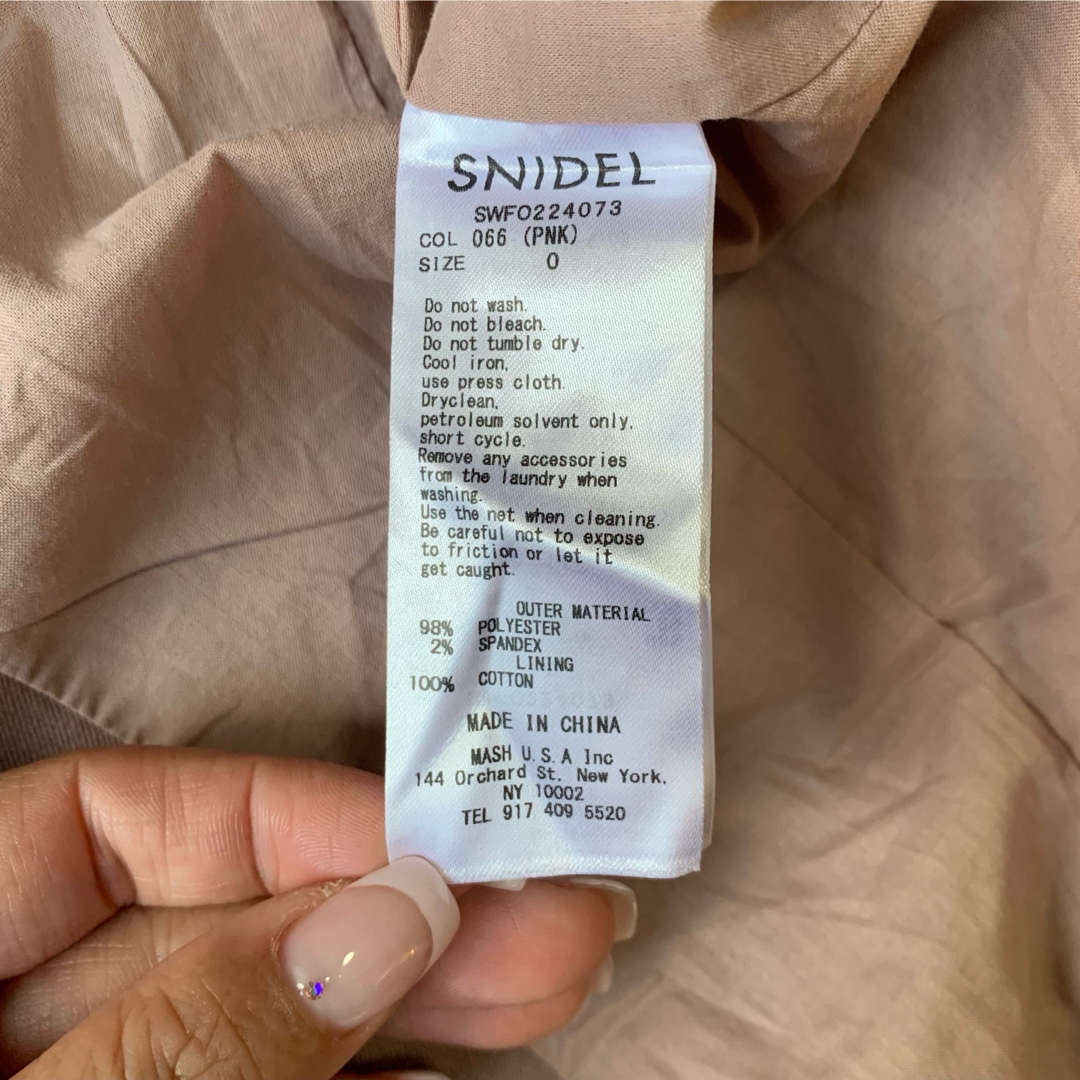 SNIDEL
SWFO224073
COL 066 (PNK)
SIZE 0
Do not wash.
Do not bleach.
Do not tumble dry.
Cool iron,
use press cloth.
Dryclean,
petroleum solvent only,
short cycle.
Remove any accessories
from the laundry when
washing.
Use the net when cleaning.
Be careful not to expose
to friction or let it
get caught.
OUTER MATERIAL
98% POLYESTER
2% SPANDEX
LINING
100% COTTON
MADE IN CHINA
MASH U.S.A Inc
144 Orchard St. New York.
NY 10002
TEL 917 409 5520